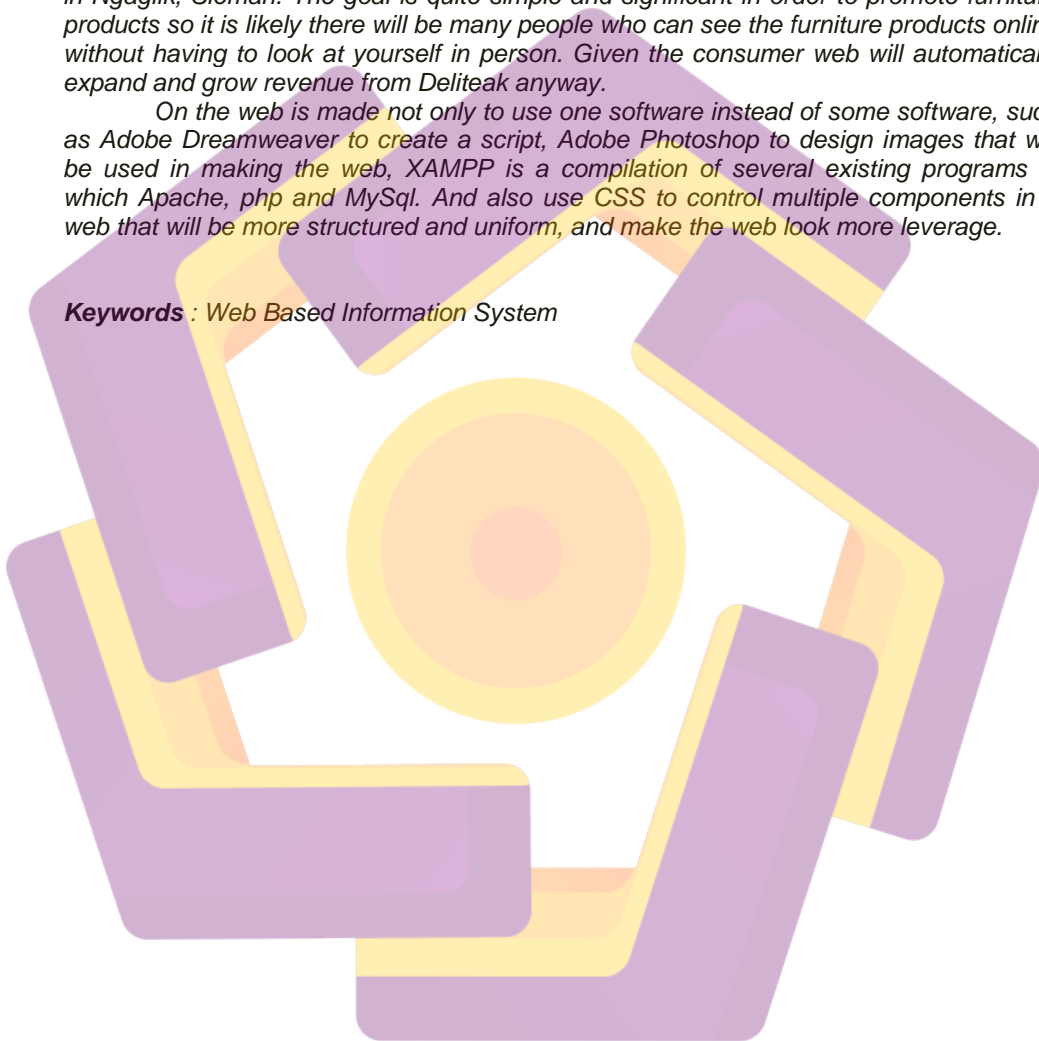 in Ngaglik, Sleman. The goal is quite simple and significant in order to promote
products so it is likely there will be many people who can see the furniture products
without having to look at yourself in person. Given the consumer web will
expand and grow revenue from Deliteak anyway.
On the web is made not only to use one software instead of some software,
as Adobe Dreamweaver to create a script, Adobe Photoshop to design images that
be used in making the web, XAMPP is a compilation of several existing programs
which Apache, php and MySql. And also use CSS to control multiple components in
web that will be more structured and uniform, and make the web look more leverage.
Keywords : Web Based Information System